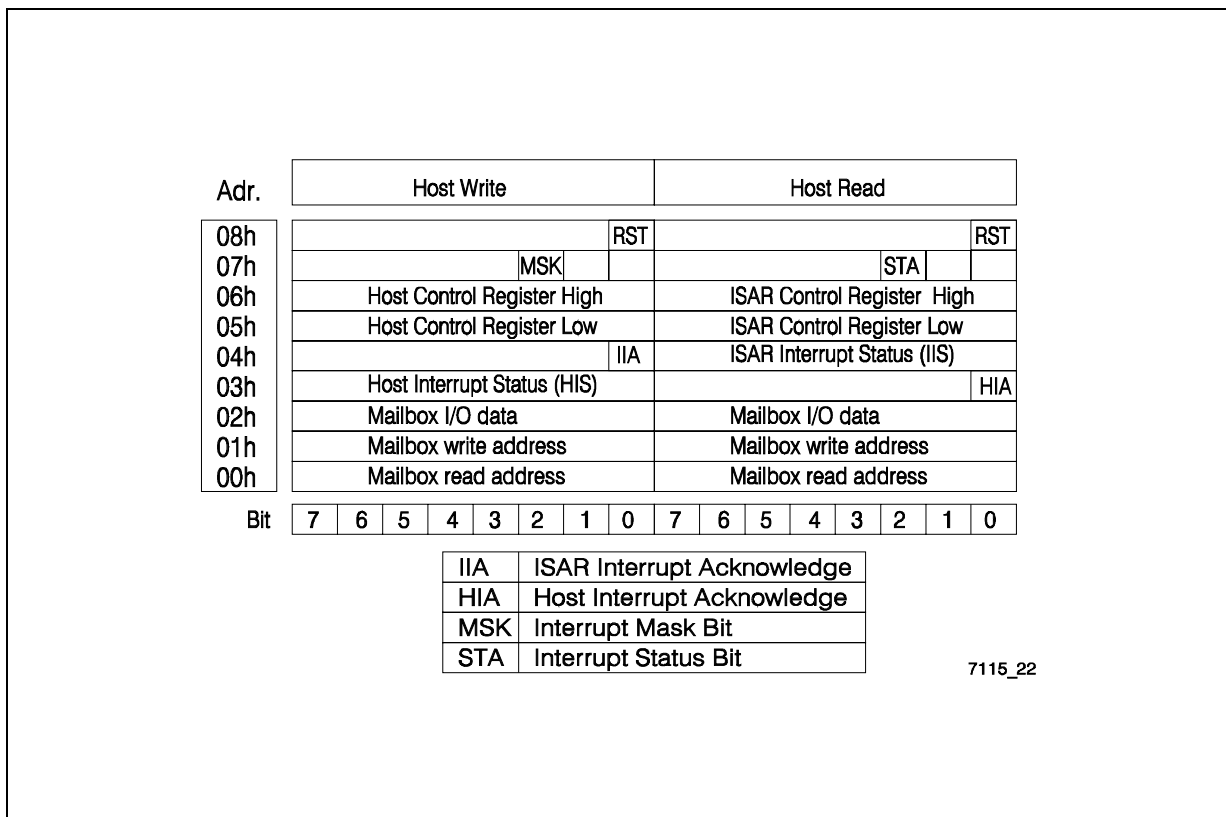 Adr. Host Write Host Read
08h RST RST
07h MSK STA
06h Host Control Register High ISAR Control Register High
05h Host Control Register Low ISAR Control Register Low
04h IIA ISAR Interrupt Status (IIS)
03h Host Interrupt Status (HIS) HIA
02h Mailbox I/O data Mailbox I/O data
01h Mailbox write address Mailbox write address
00h Mailbox read address Mailbox read address
Bit 7 6 5 4 3 2 1 0 7 6 5 4 3 2 1 0
IIA ISAR Interrupt Acknowledge
HIA Host Interrupt Acknowledge
MSK Interrupt Mask Bit
STA Interrupt Status Bit
7115_22